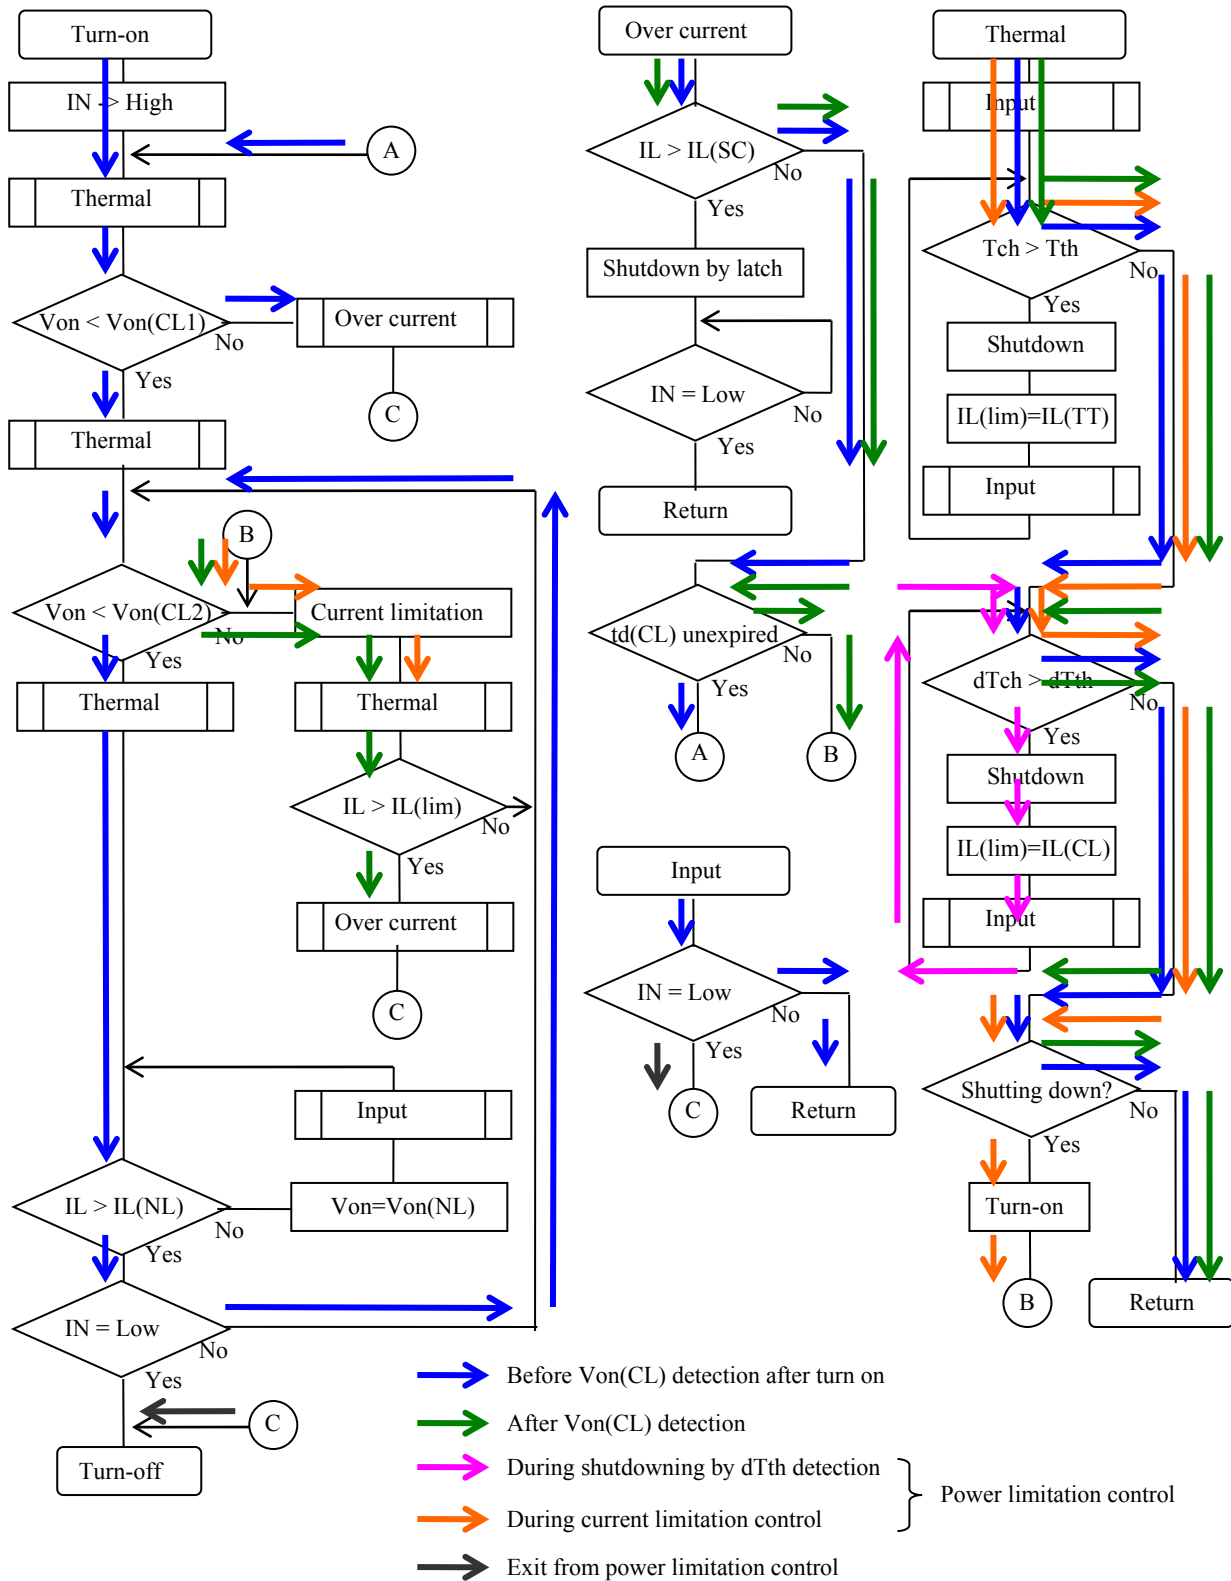 Turn-on
IN -> High
A
Thermal
Von < Von(CL1)
No
Yes
Over current
C
Thermal
B
Von < Von(CL2)
No
Yes
Current limitation
Thermal
Thermal
IL > IL(lim)
No
Yes
Over current
C
Input
IL > IL(NL)
No
Yes
Von=Von(NL)
IN = Low
No
Yes
C
Turn-off
Over current
IL > IL(SC)
No
Yes
Shutdown by latch
IN = Low
No
Yes
Return
td(CL) unexpired
No
Yes
A
B
Input
IN = Low
No
Yes
C
Return
Thermal
Input
Tch > Tth
No
Yes
Shutdown
IL(lim)=IL(TT)
Input
dTch > dTth
No
Yes
Shutdown
IL(lim)=IL(CL)
Input
Shutting down?
No
Yes
Turn-on
B
Return
Before Von(CL) detection after turn on
After Von(CL) detection
During shutdowning by dTth detection
Power limitation control
During current limitation control
Exit from power limitation control